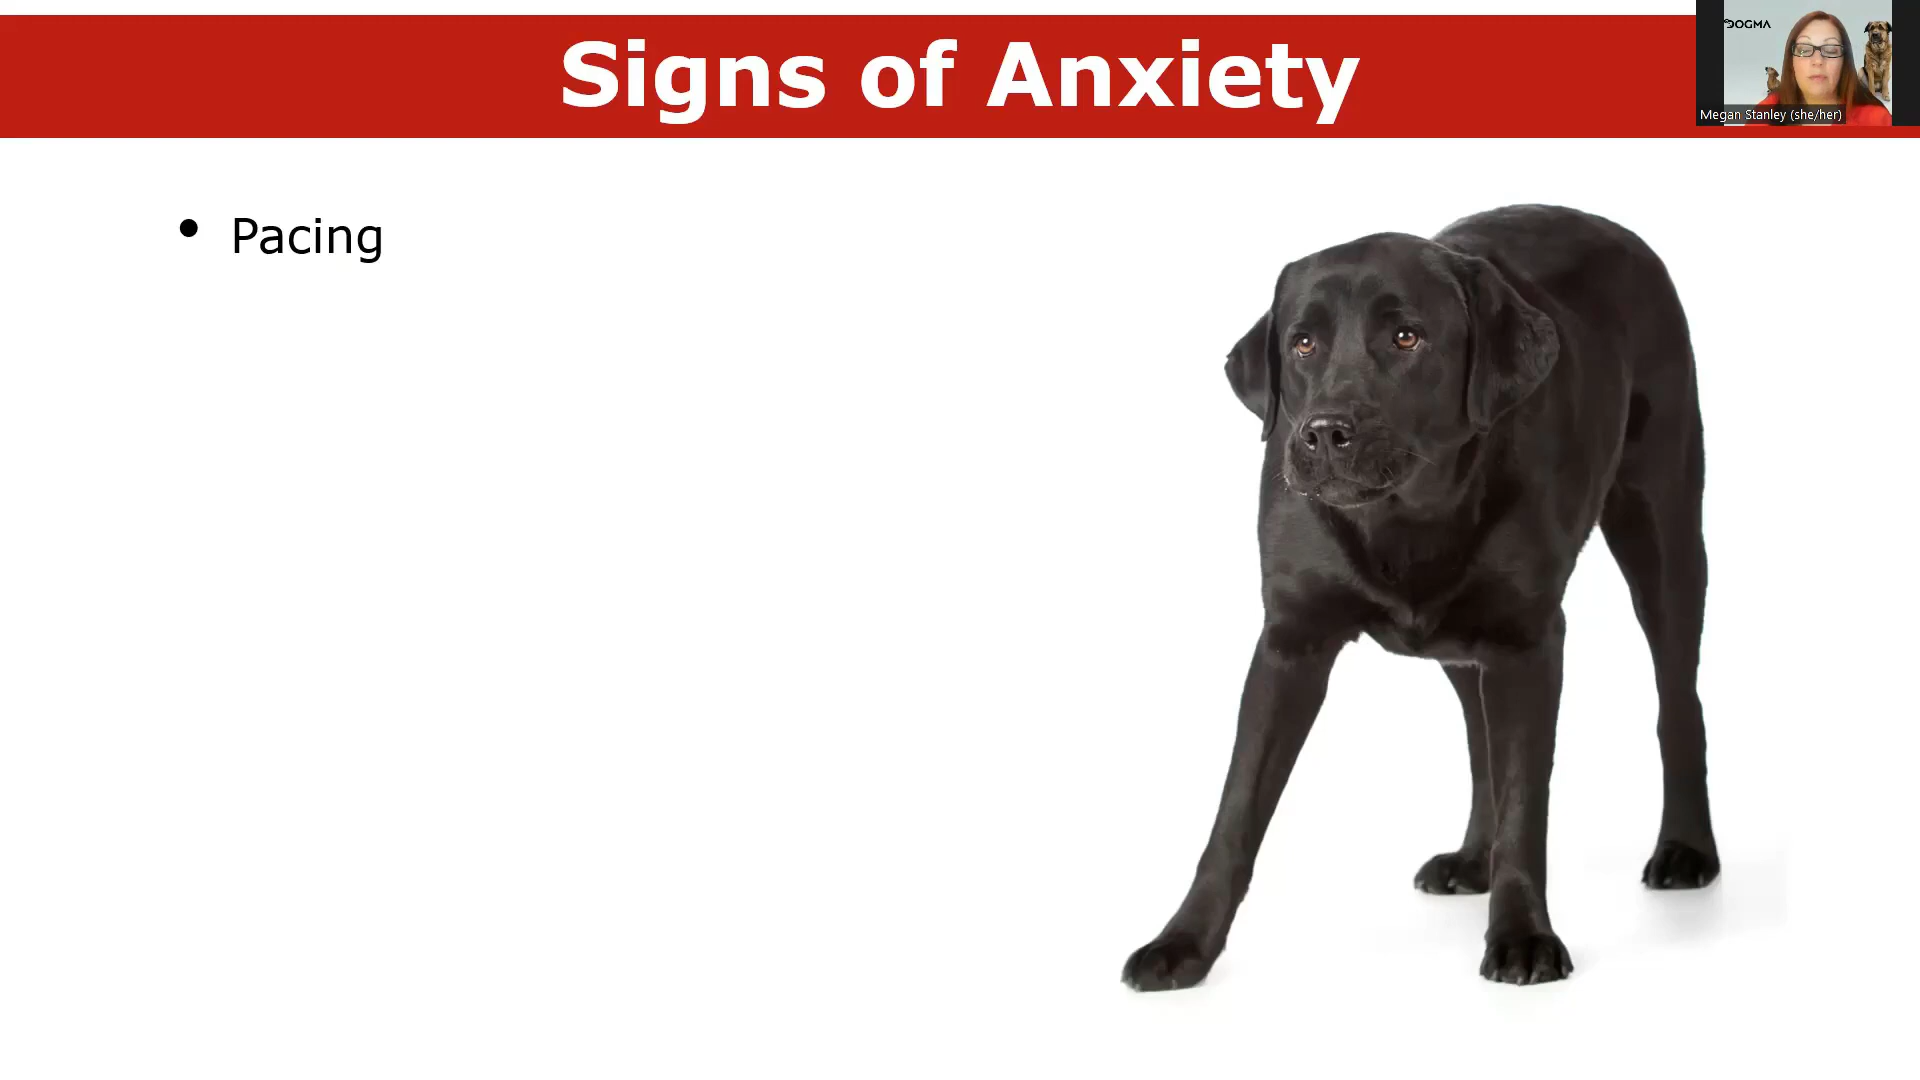 Signs of Anxiety
DOGMA
Megan Stanley (she/her)
• Pacing